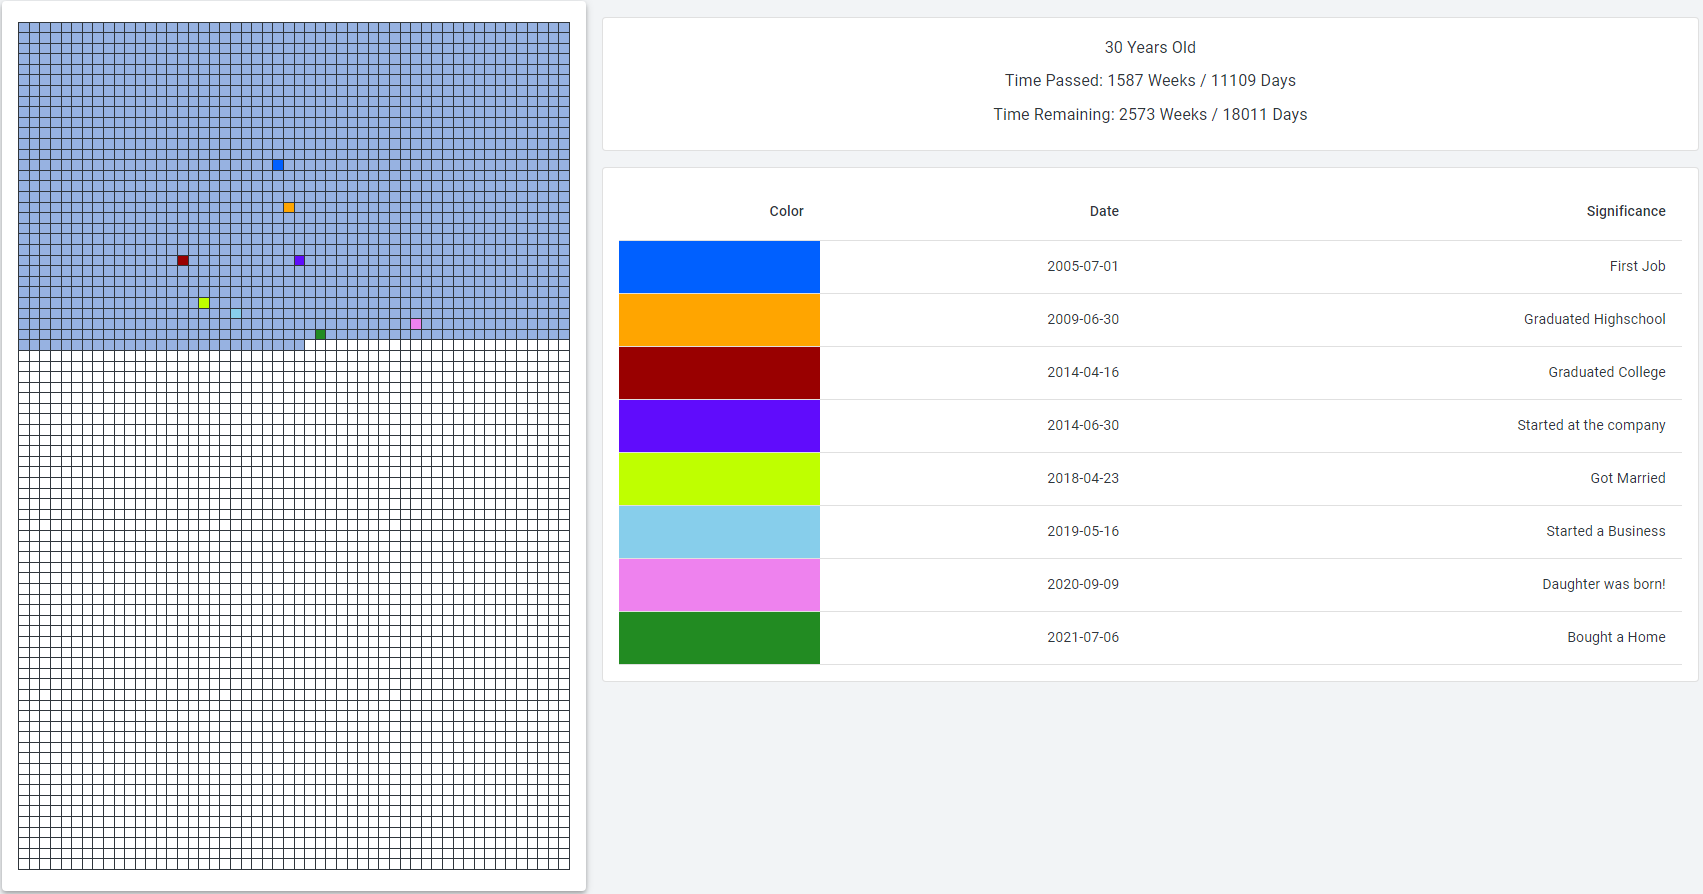 30 Years Old
Time Passed: 1587 Weeks / 11109 Days
Time Remaining: 2573 Weeks / 18011 Days
Color Date Significance
2005-07-01 First Job
2009-06-30 Graduated Highschool
2014-04-16 Graduated College
2014-06-30 Started at the company
2018-04-23 Got Married
2019-05-16 Started a Business
2020-09-09 Daughter was born!
2021-07-06 Bought a Home